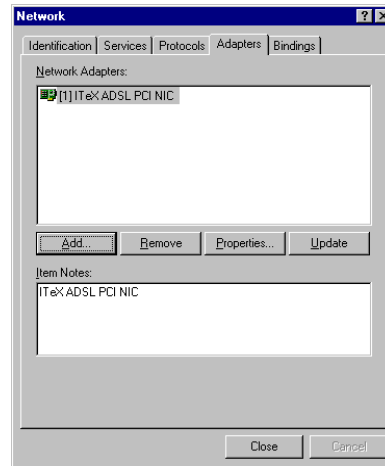 Network
Identification Services Protocols Adapters Bindings
Network Adapters:
[1] ITeX ADSL PCI NIC
Add... Remove Properties... Update
Item Notes:
ITeX ADSL PCI NIC
Close Cancel